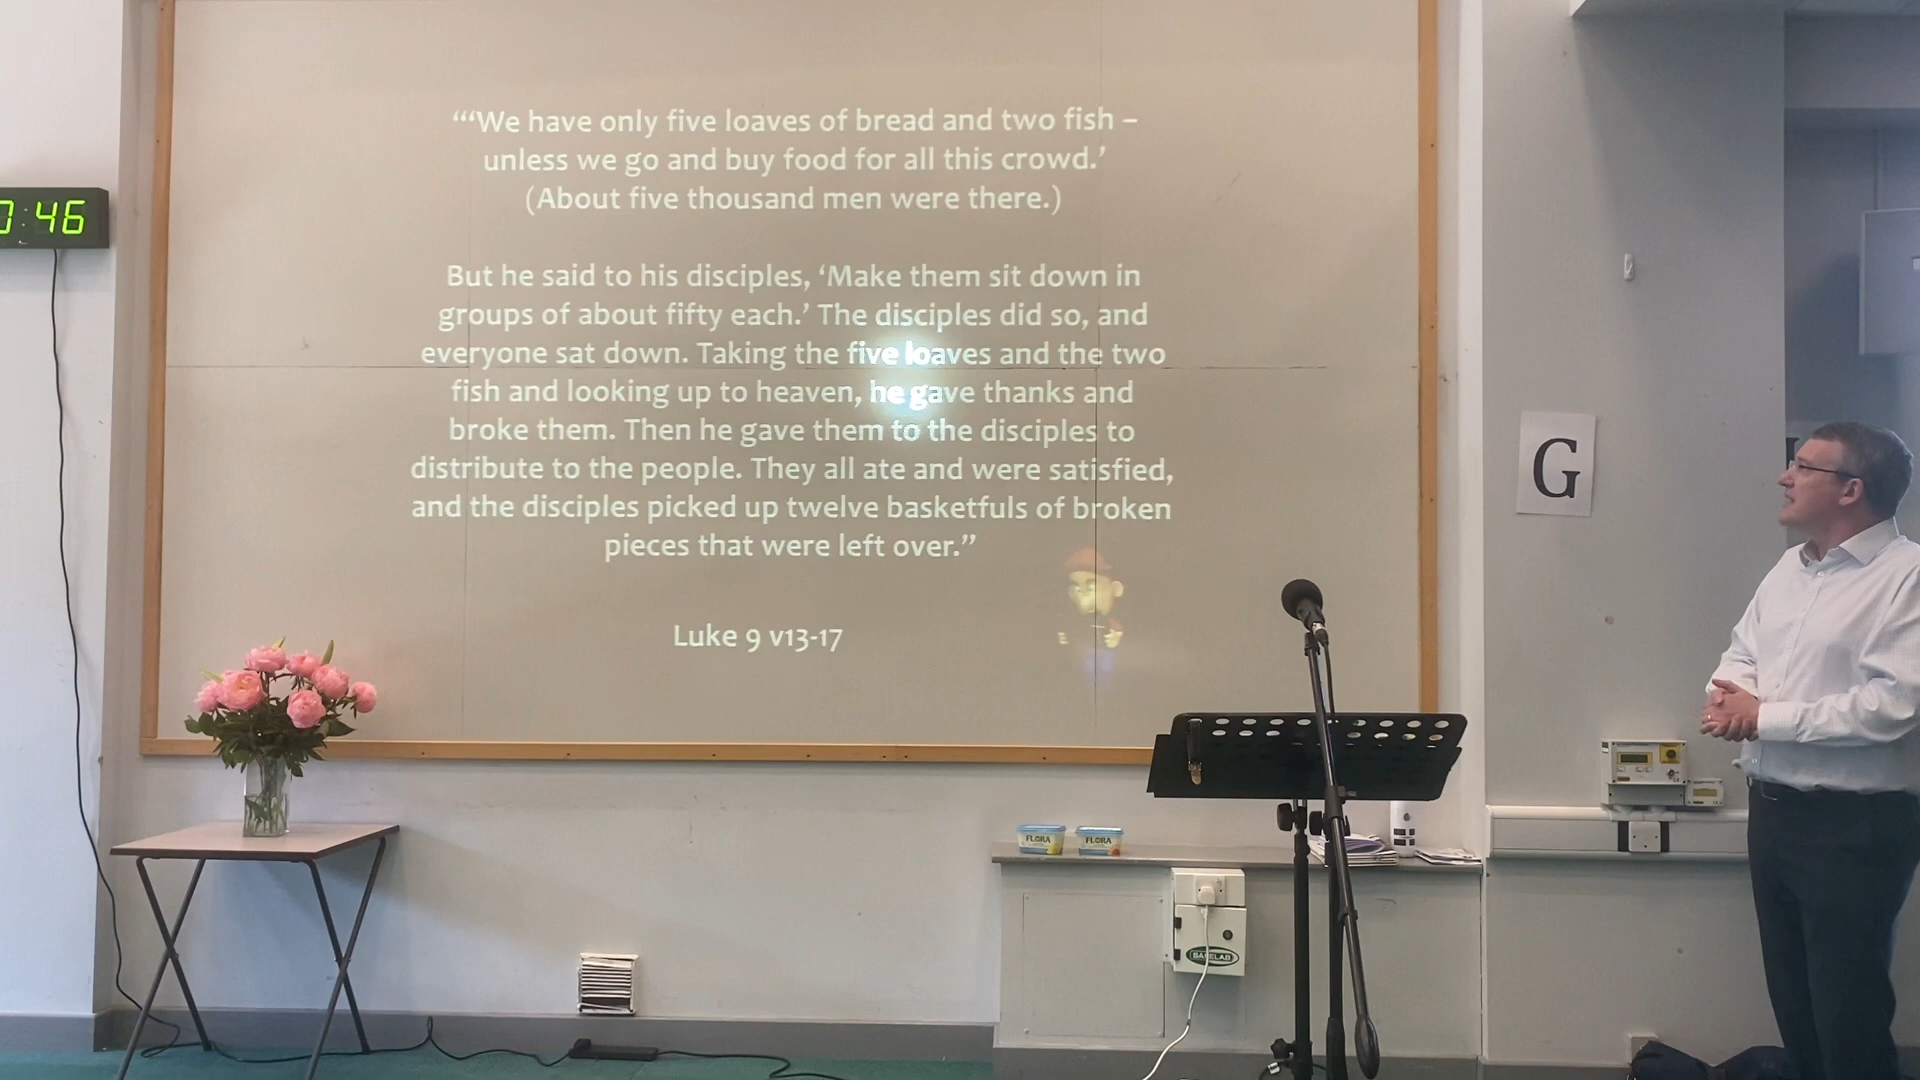 “‘We have only five loaves of bread and two fish –
unless we go and buy food for all this crowd.’
(About five thousand men were there.)
But he said to his disciples, ‘Make them sit down in
groups of about fifty each.’ The disciples did so, and
everyone sat down. Taking the five loaves and the two
fish and looking up to heaven, he gave thanks and
broke them. Then he gave them to the disciples to
distribute to the people. They all ate and were satisfied,
and the disciples picked up twelve basketfuls of broken
pieces that were left over.”
Luke 9 v13-17
:46
G
FLORA
FLORA